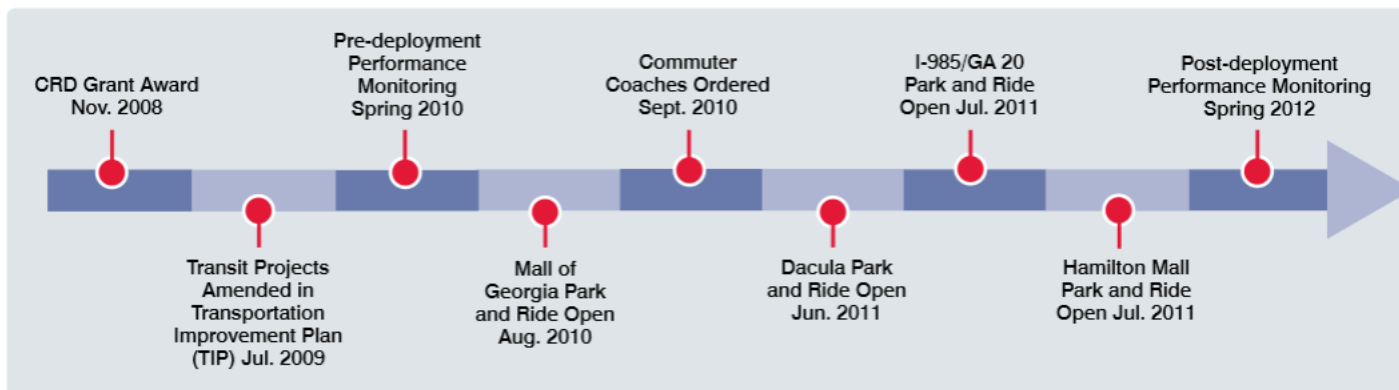 CRD Grant Award
Nov. 2008
Transit Projects
Amended in
Transportation
Improvement Plan
(TIP) Jul. 2009
Pre-deployment
Performance
Monitoring
Spring 2010
Mall of
Georgia Park
and Ride Open
Aug. 2010
Commuter
Coaches Ordered
Sept. 2010
Dacula Park
and Ride Open
Jun. 2011
I-985/GA 20
Park and Ride
Open Jul. 2011
Hamilton Mall
Park and Ride
Open Jul. 2011
Post-deployment
Performance Monitoring
Spring 2012